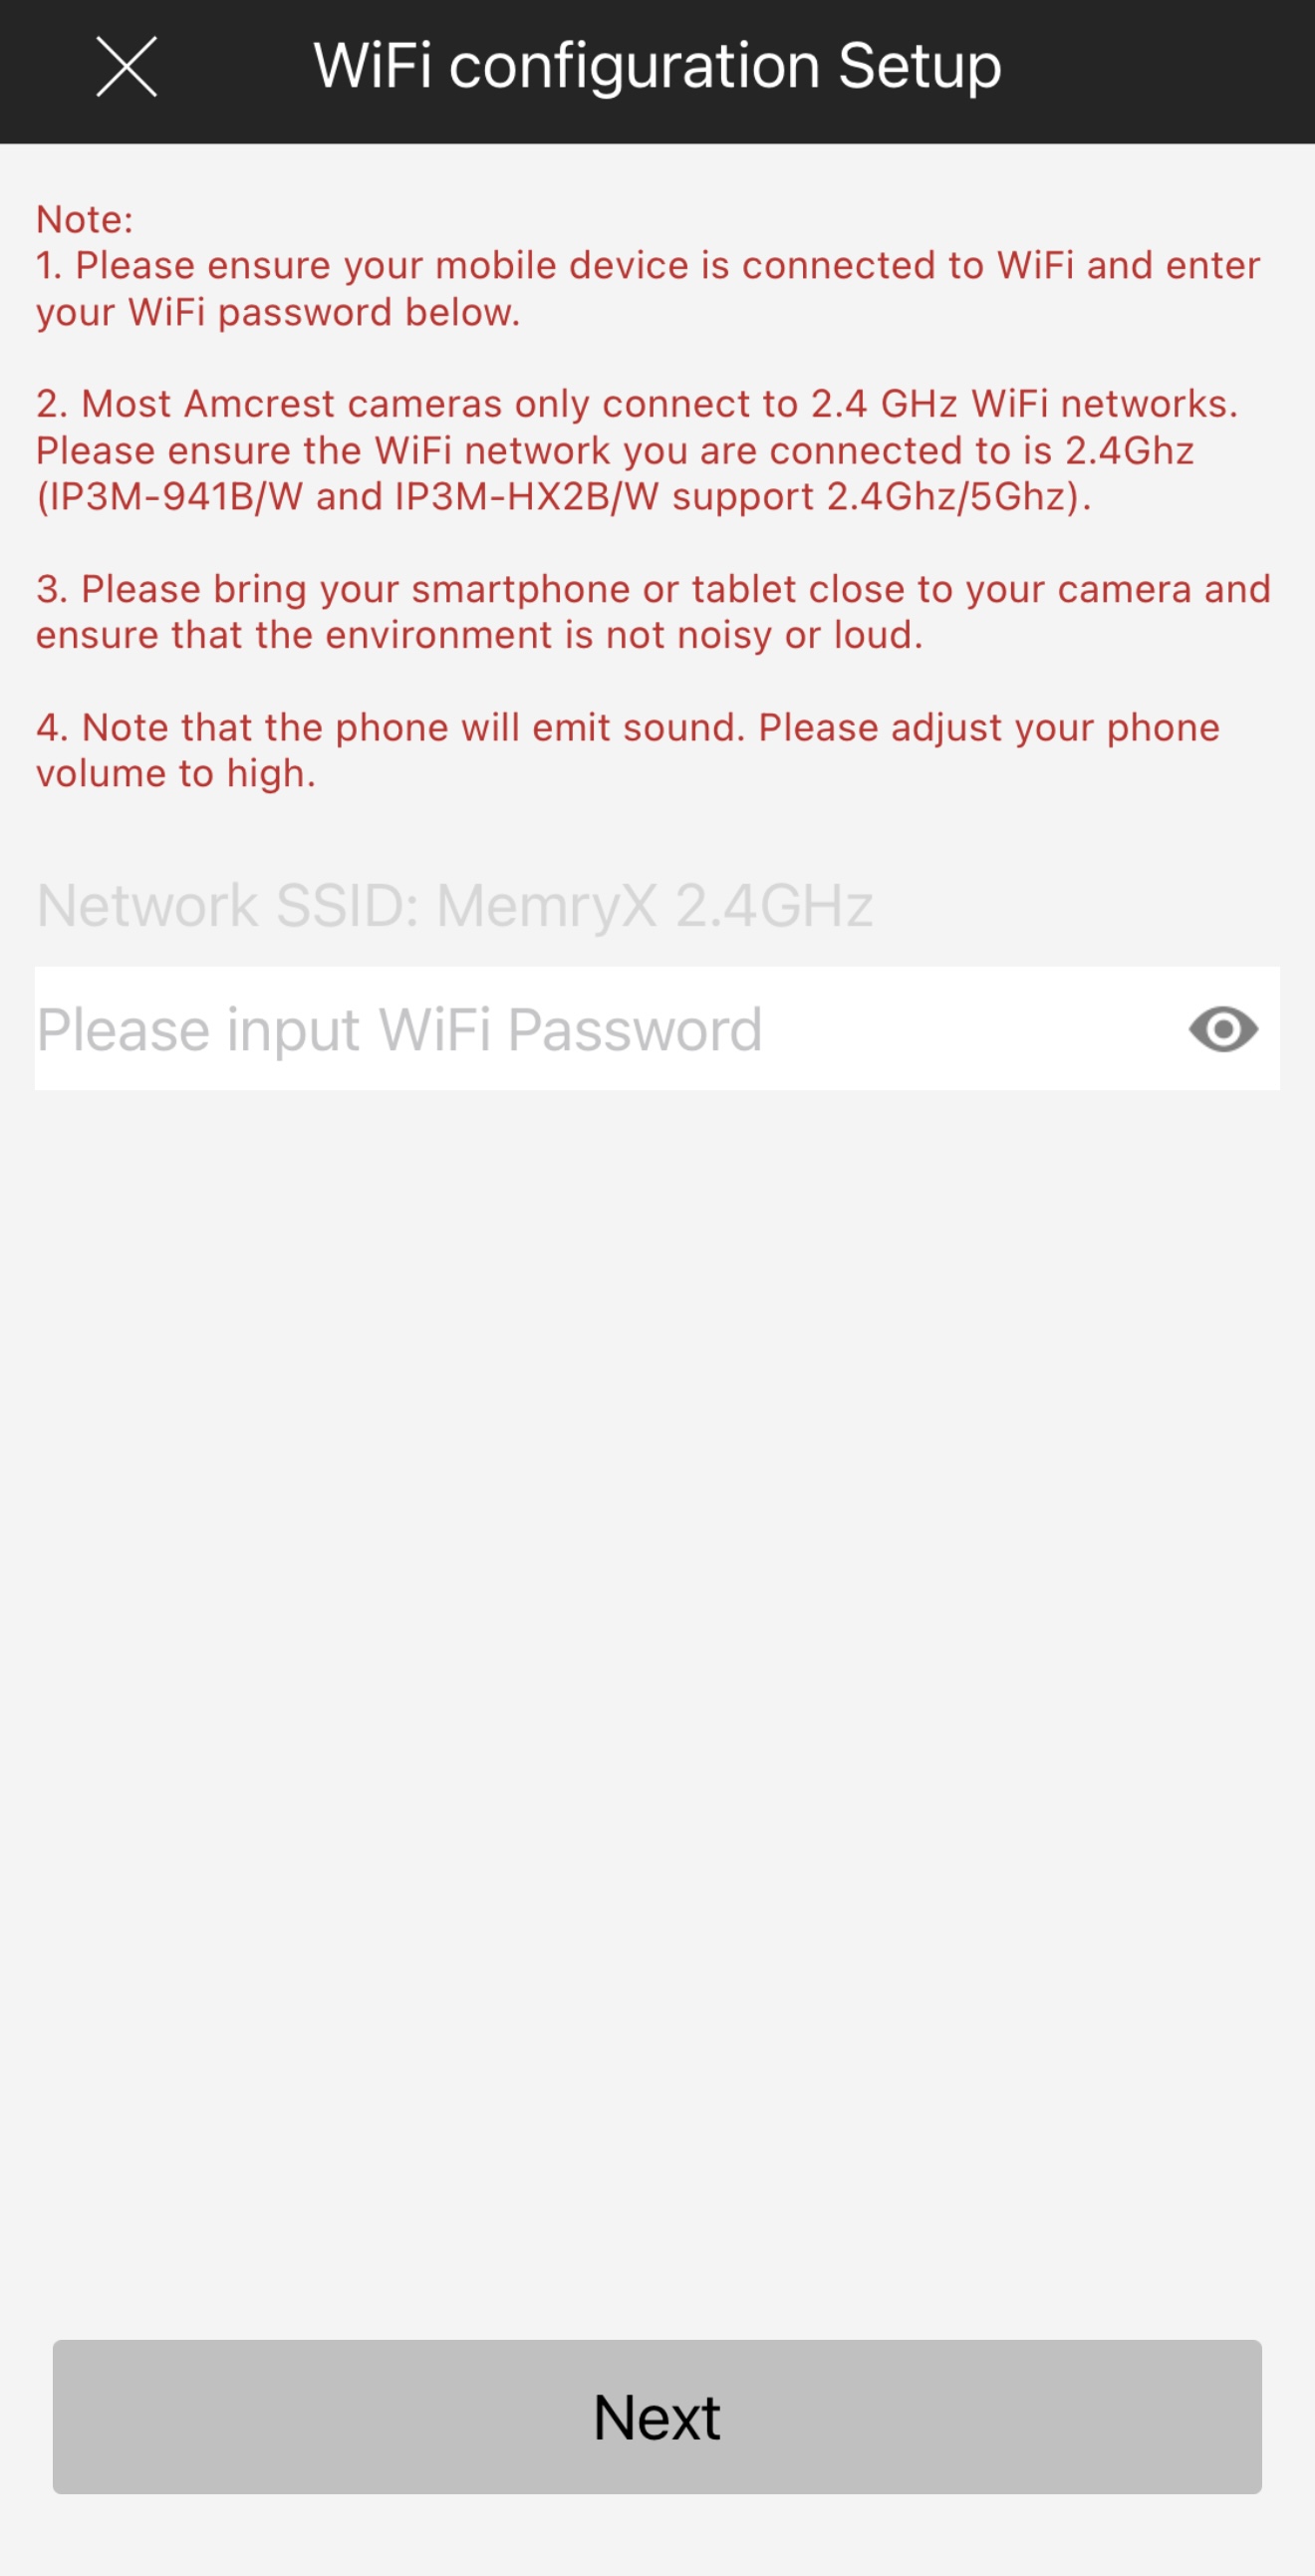 WiFi configuration Setup
Note:
1. Please ensure your mobile device is connected to WiFi and enter
your WiFi password below.
2. Most Amcrest cameras only connect to 2.4 GHz WiFi networks.
Please ensure the WiFi network you are connected to is 2.4Ghz
(IP3M-941B/W and IP3M-HX2B/W support 2.4Ghz/5Ghz).
3. Please bring your smartphone or tablet close to your camera and
ensure that the environment is not noisy or loud.
4. Note that the phone will emit sound. Please adjust your phone
volume to high.
Network SSID: MemryX 2.4GHz
Please input WiFi Password
Next